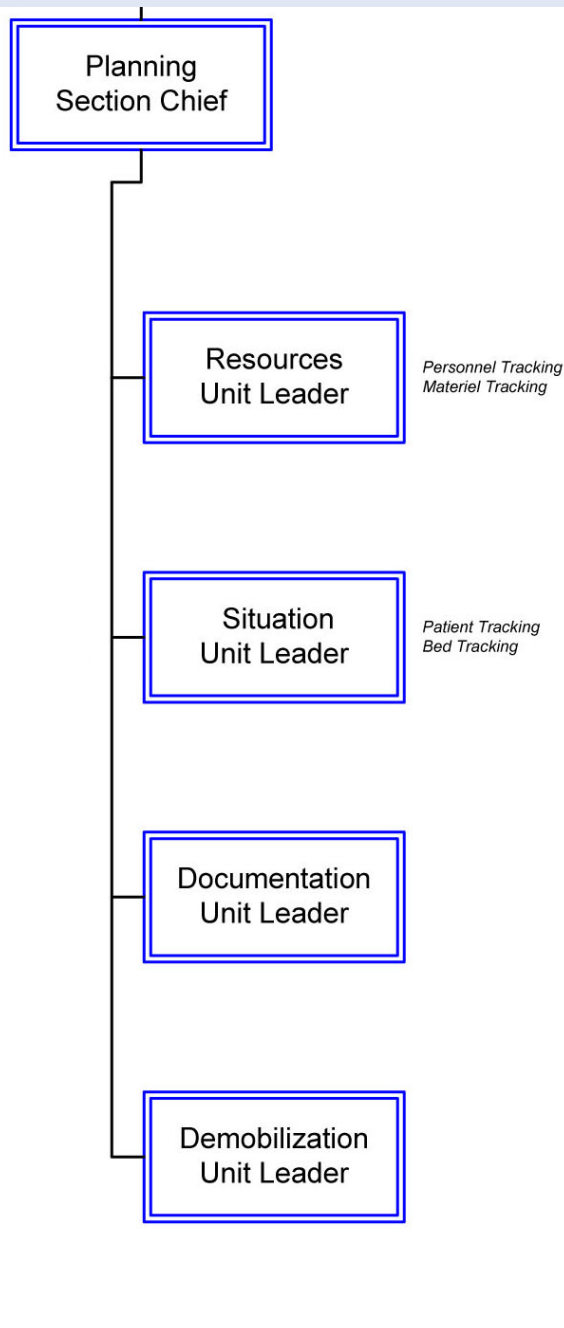 Planning
Section Chief
Resources
Unit Leader
Personnel Tracking
Materiel Tracking
Situation
Unit Leader
Patient Tracking
Bed Tracking
Documentation
Unit Leader
Demobilization
Unit Leader